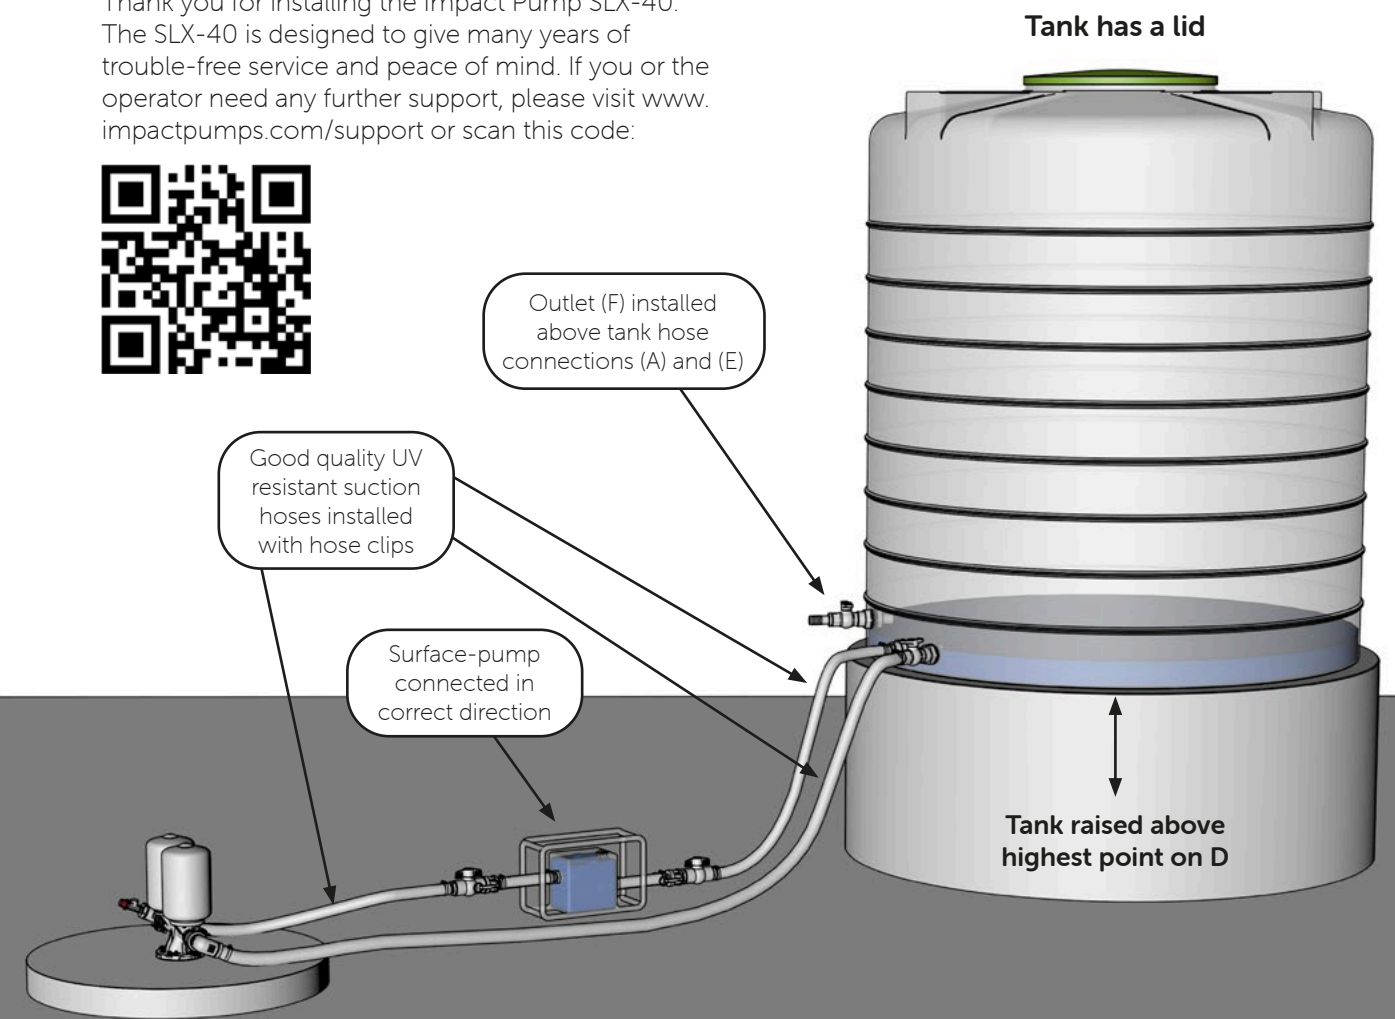 Thank you for installing the Impact Pump SLX-40.
The SLX-40 is designed to give many years of
trouble-free service and peace of mind. If you or the
operator need any further support, please visit www.
impactpumps.com/support or scan this code:
Tank has a lid
Outlet (F) installed
above tank hose
connections (A) and (E)
Good quality UV
resistant suction
hoses installed
with hose clips
Surface-pump
connected in
correct direction
Tank raised above
highest point on D